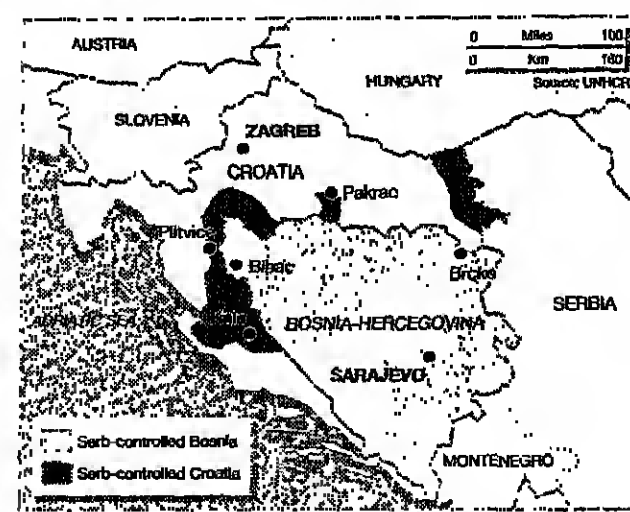 AUSTRIA
0 Miles 100
0 Km 160
Source: UNHCR
HUNGARY
SLOVENIA
ZAGREB
CROATIA
Pakrac
Plitvic
Bihac
Brcko
SERBIA
ADRIATIC SEA
BOSNIA-HERCEGOVINA
SARAJEVO
Serb-controlled Bosnia
Serb-controlled Croatia
MONTENEGRO